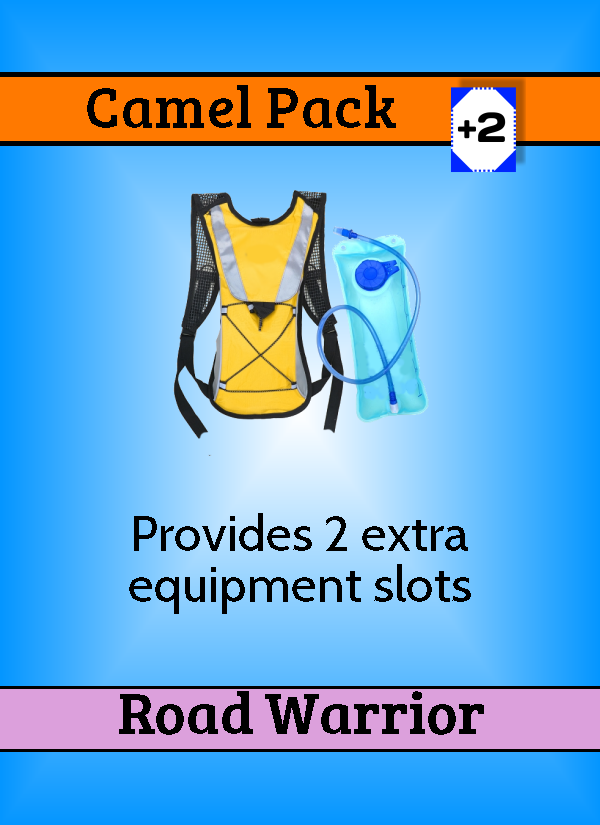 Camel Pack
+2
Provides 2 extra
equipment slots
Road Warrior